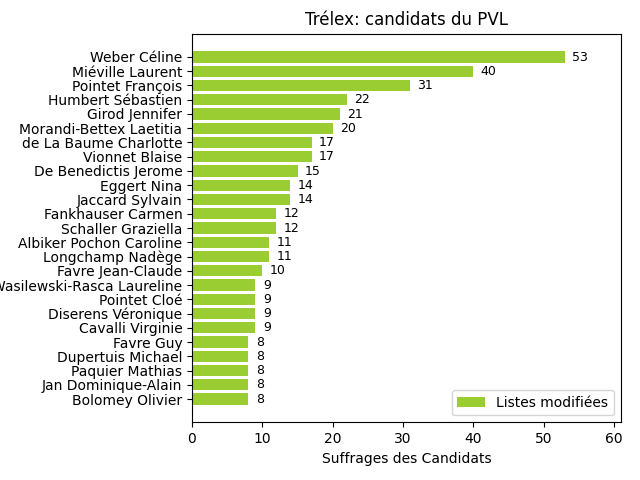 Trélex: candidats du PVL
Weber Céline 53
Miéville Laurent 40
Pointet François 31
Humbert Sébastien 22
Girod Jennifer 21
Morandi-Bettex Laetitia 20
de La Baume Charlotte 17
Vionnet Blaise 17
De Benedictis Jerome 15
Eggert Nina 14
Jaccard Sylvain 14
Fankhauser Carmen 12
Schaller Graziella 12
Albiker Pochon Caroline 11
Longchamp Nadège 11
Favre Jean-Claude 10
Wasilewski-Rasca Laureline 9
Pointet Cloé 9
Diserens Véronique 9
Cavalli Virginie 9
Favre Guy 8
Dupertuis Michael 8
Paquier Mathias 8
Jan Dominique-Alain 8
Bolomey Olivier 8
Listes modifiées
0 10 20 30 40 50 60
Suffrages des Candidats